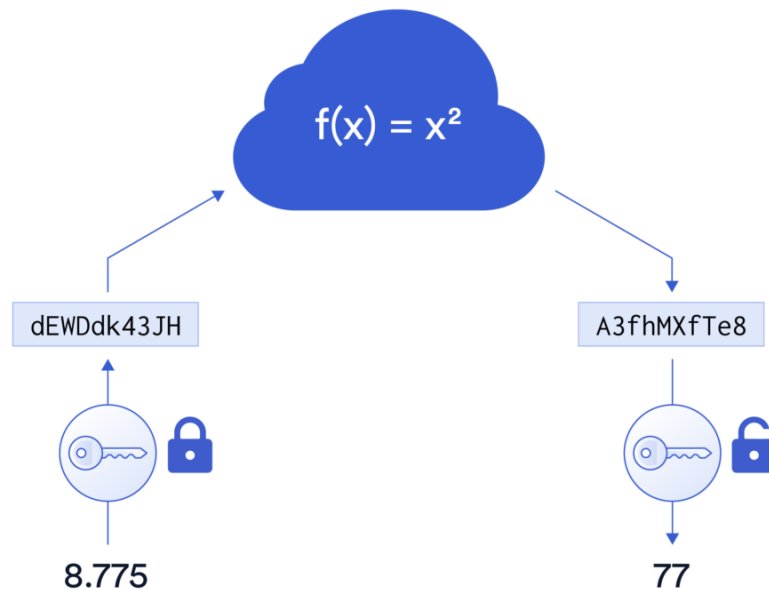 f(x) = x²
dEWDdk43JH
A3fhMXfTe8
8.775
77